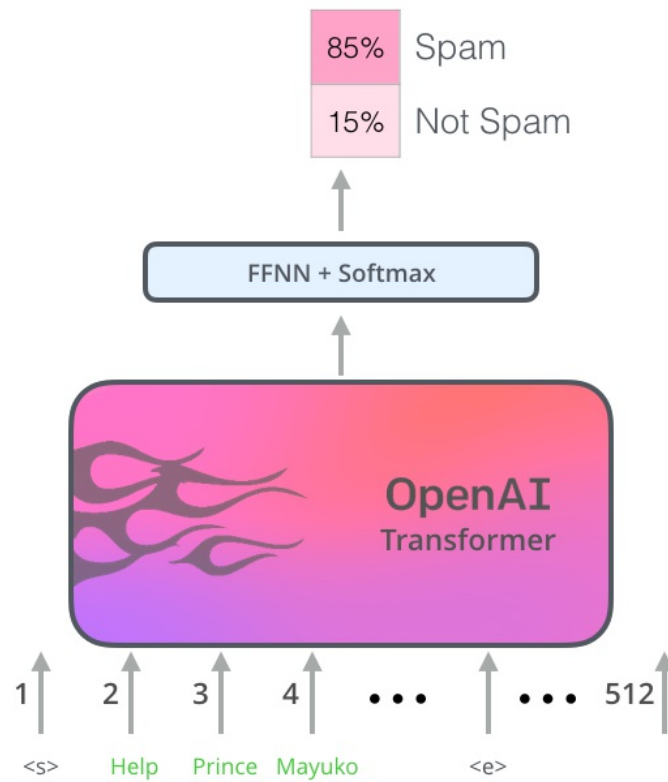 85% Spam
15% Not Spam
FFNN + Softmax
OpenAI
Transformer
1 2 3 4 ••• ••• 512
<s> Help Prince Mayuko <e>